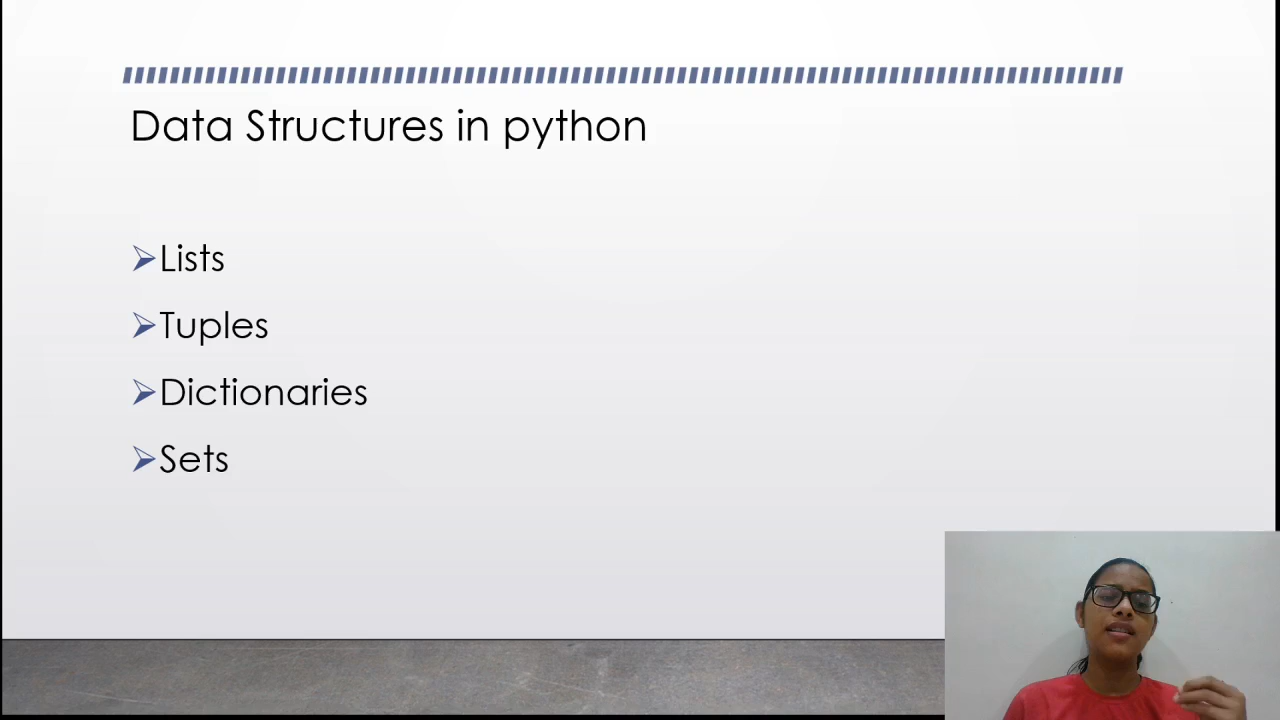 Data Structures in python
Lists
Tuples
Dictionaries
Sets